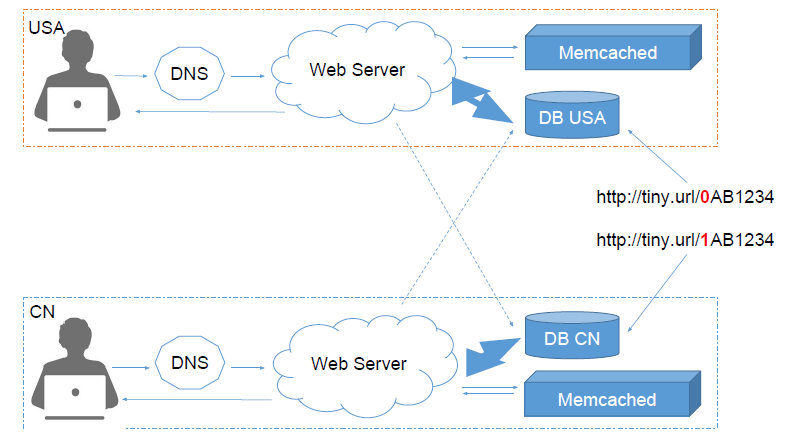 USA
DNS
Web Server
Memcached
DB USA
http://tiny.url/0AB1234
http://tiny.url/1AB1234
CN
DNS
Web Server
DB CN
Memcached